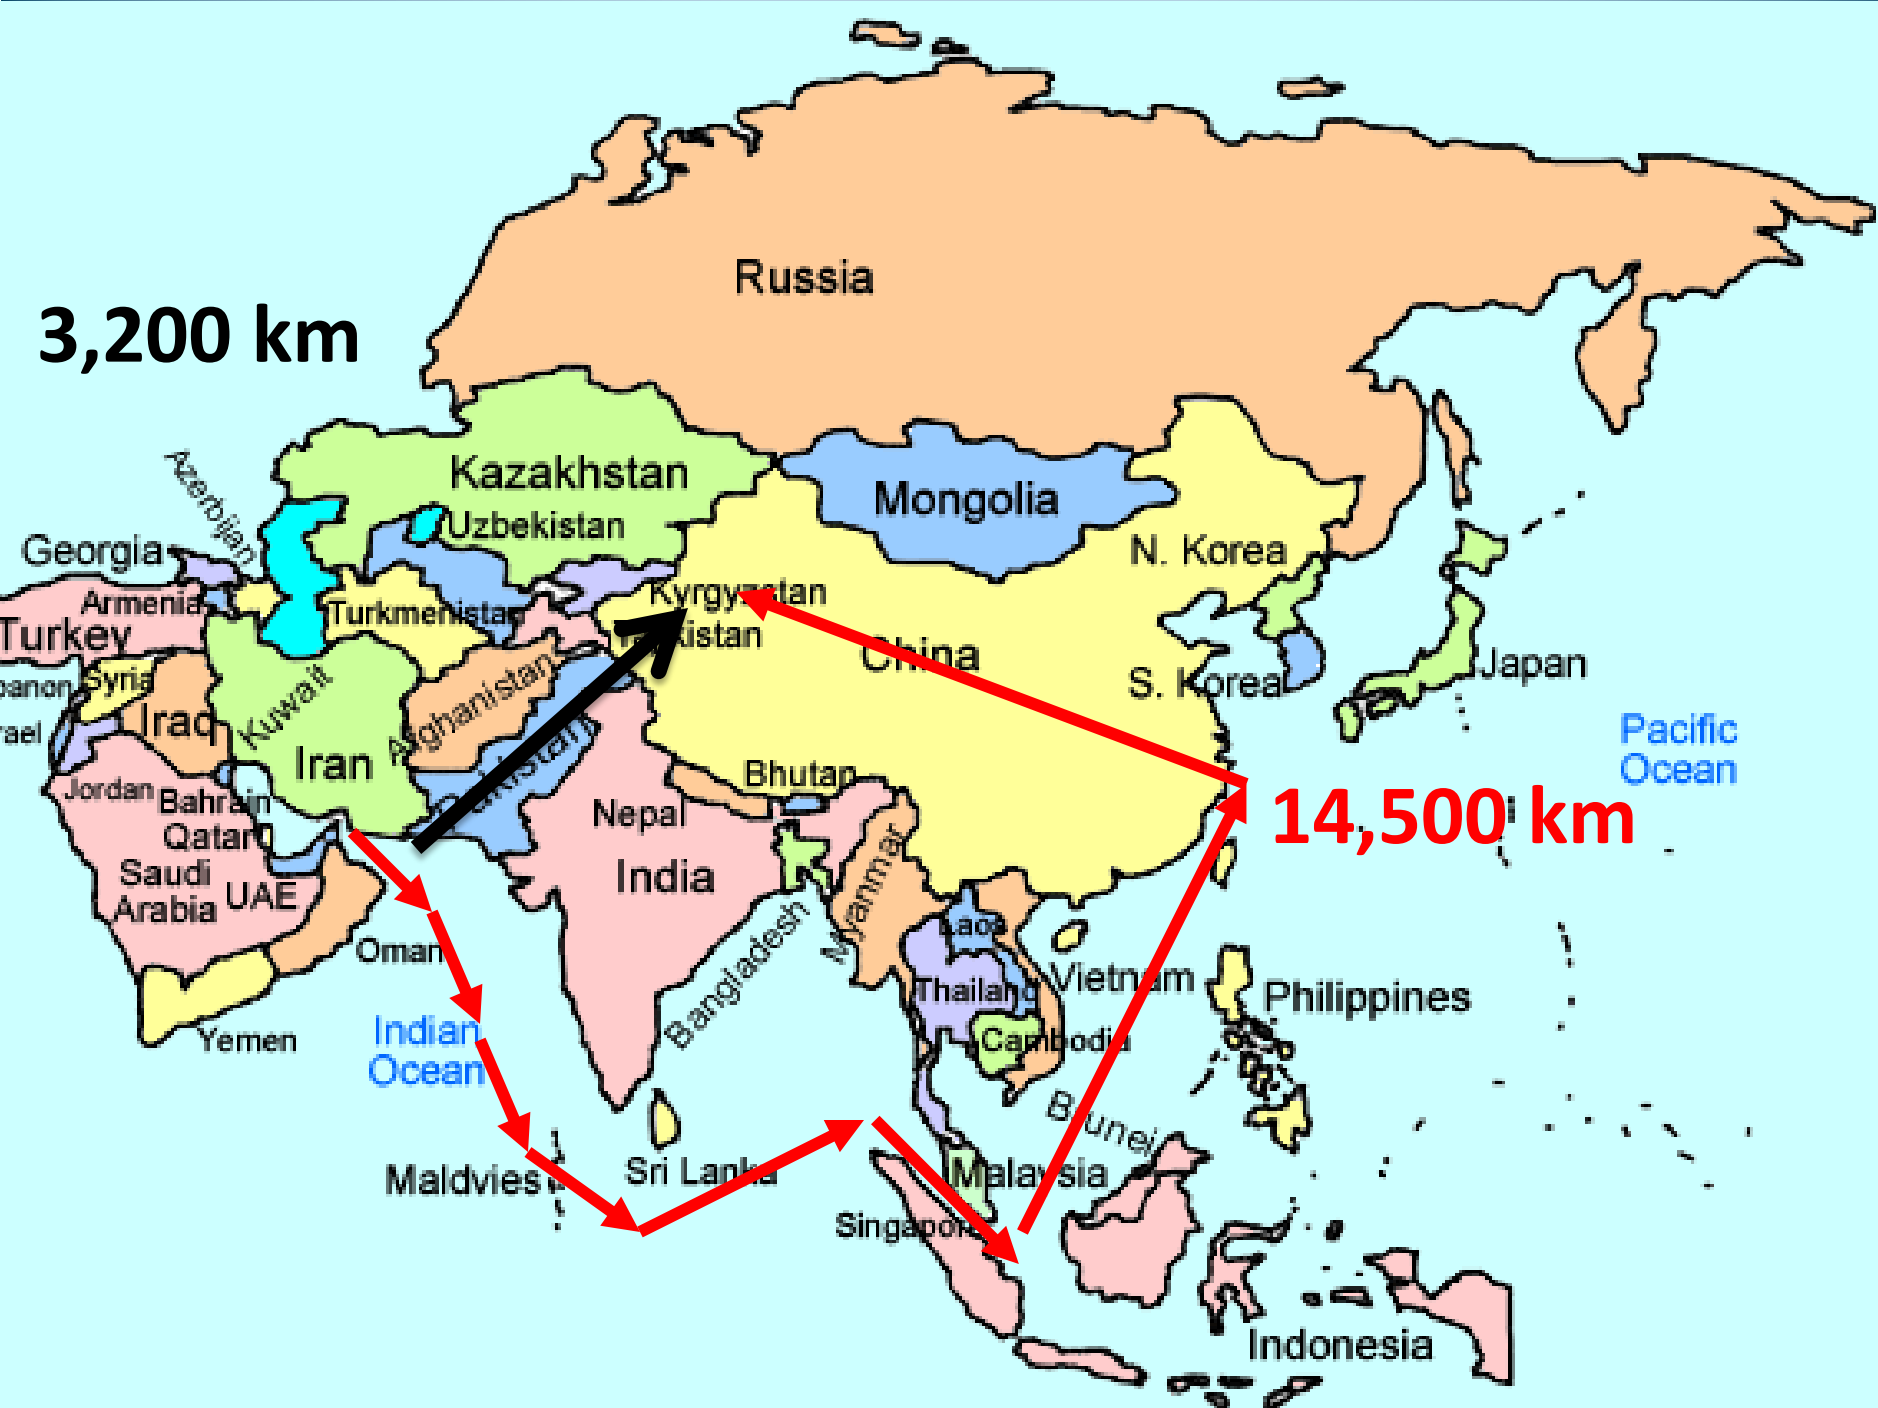 Russia
3,200 km
Kazakhstan
Mongolia
Azerbijan
Uzbekistan
Georgia
N. Korea
Kyrgyzstan
Armenia
Turkmenistan
Turkey
China
Japan
Syria
S. Korea
banon
Kuwait
Afghanistan
Iraq
rael
Pacific
Ocean
Iran
Bhutan
Jordan
Bahrain
Nepal
14,500 km
Qatar
Saudi
Arabia
UAE
India
Myanmar
Laos
Bangladesh
Oman
Vietnam
Thailand
Philippines
Indian
Ocean
Yemen
Cambodia
Brunei
Maldvies
Sri Lanka
Malaysia
Singapore
Indonesia